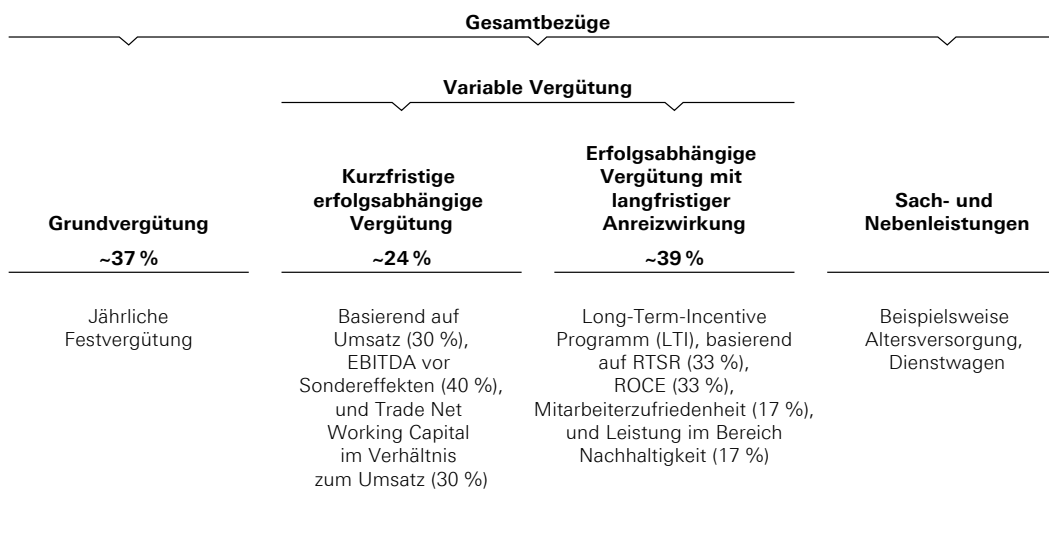 Gesamtbezüge
Variable Vergütung
Grundvergütung
~37 %
Jährliche
Festvergütung
Kurzfristige
erfolgsabhängige
Vergütung
~24 %
Basierend auf
Umsatz (30 %),
EBITDA vor
Sondereffekten (40 %),
und Trade Net
Working Capital
im Verhältnis
zum Umsatz (30 %)
Erfolgsabhängige
Vergütung mit
langfristiger
Anreizwirkung
~39 %
Long-Term-Incentive
Programm (LTI), basierend
auf RTSR (33 %),
ROCE (33 %),
Mitarbeiterzufriedenheit (17 %),
und Leistung im Bereich
Nachhaltigkeit (17 %)
Sach- und
Nebenleistungen
Beispielsweise
Altersversorgung,
Dienstwagen